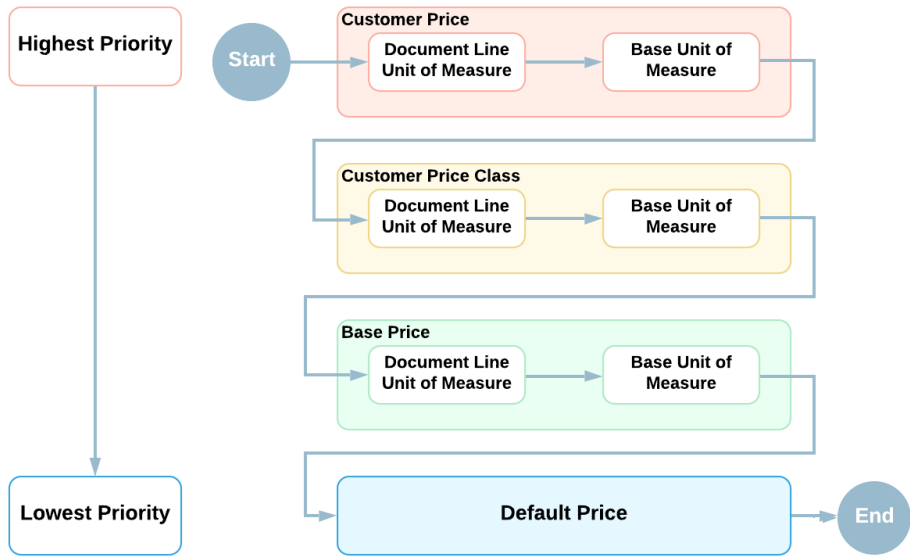 Highest Priority
Start
Customer Price
Document Line
Unit of Measure
Base Unit of
Measure
Customer Price Class
Document Line
Unit of Measure
Base Unit of
Measure
Base Price
Document Line
Unit of Measure
Base Unit of
Measure
Lowest Priority
Default Price
End